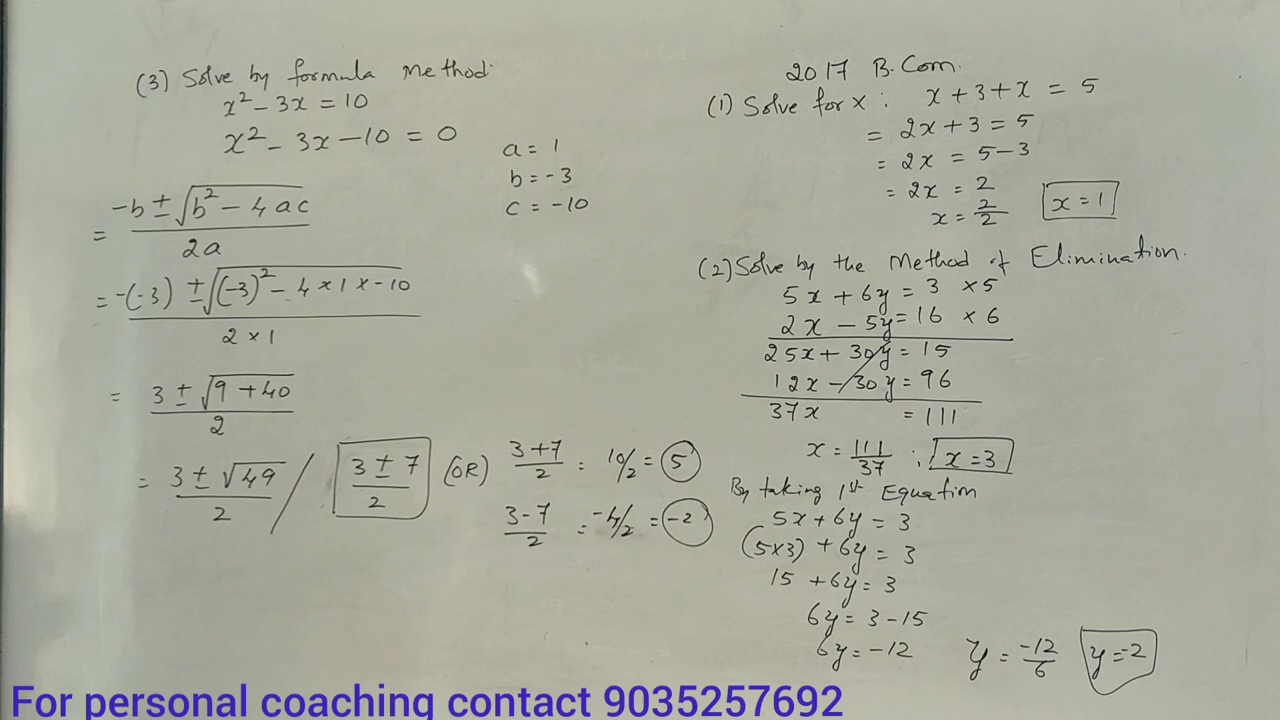 2017 B.Com.
(1) Solve for x : x + 3 + x = 5
= 2x + 3 = 5
= 2x = 5 - 3
= 2x = 2
x = 2/2 x = 1
(2) Solve by the Method of Elimination.
5x + 6y = 3 × 5
2x - 5y = 16 × 6
25x + 30y = 15
12x - 30y = 96
37x = 111
x = 111/37 ; x = 3
By taking 1st Equation
5x + 6y = 3
(5×3) + 6y = 3
15 + 6y = 3
6y = 3 - 15
6y = -12 y = -12/6 y = -2
(3) Solve by formula Method:
x² - 3x = 10
x² - 3x - 10 = 0
a = 1
b = -3
c = -10
= -b ± √b² - 4ac / 2a
= -(-3) ± √(-3)² - 4 × 1 × -10 / 2 × 1
= 3 ± √9 + 40 / 2
= 3 ± √49 / 2 / 3 ± 7 / 2 (OR) 3+7/2 = 10/2 = 5
3-7/2 = -4/2 = -2
For personal coaching contact 9035257692